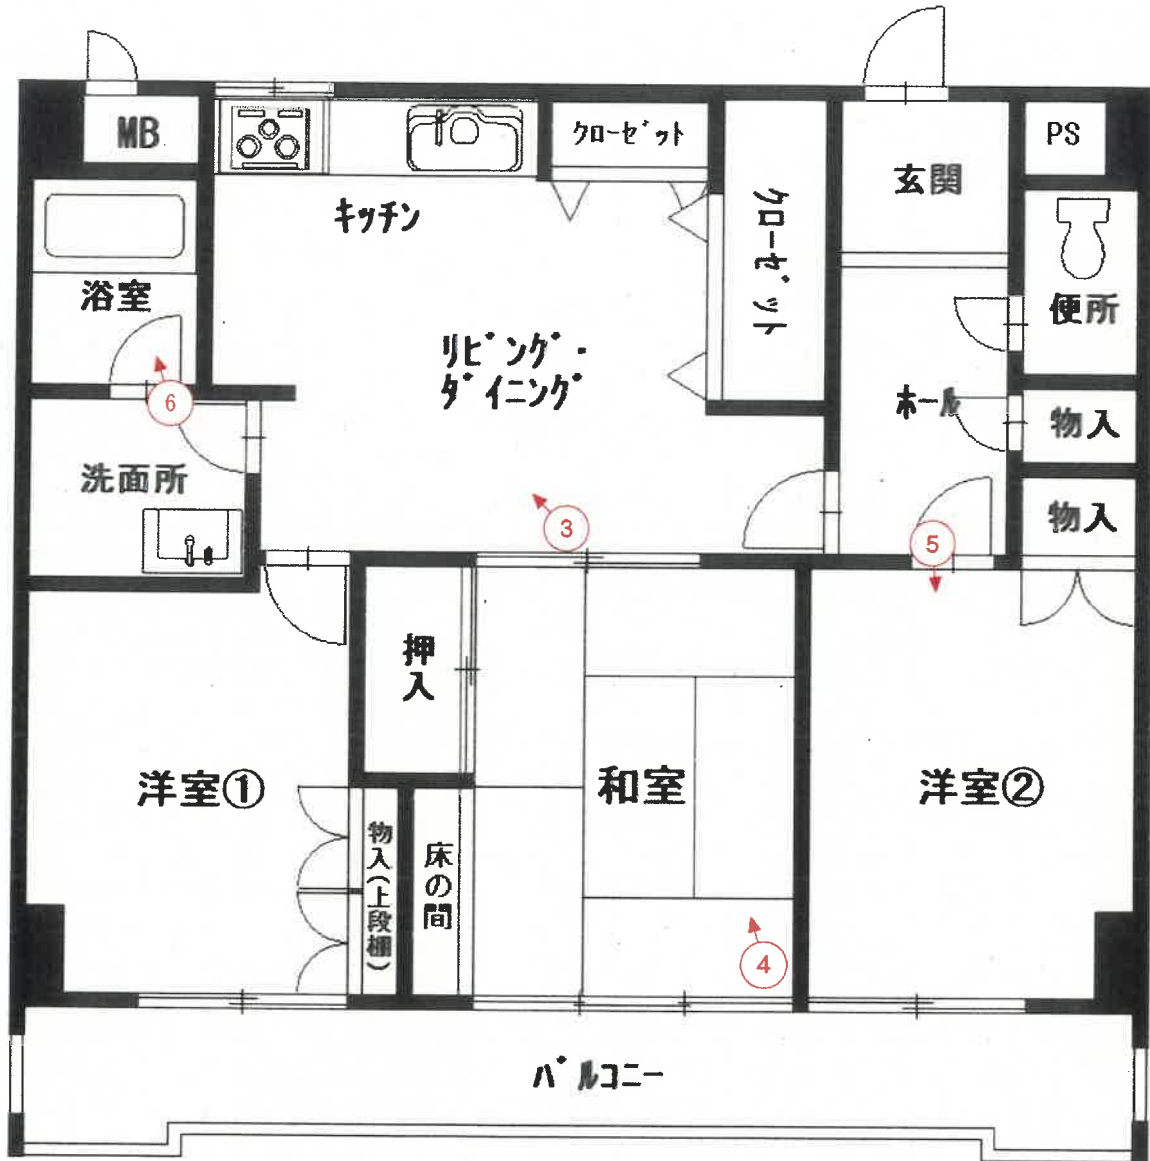 MB
クローゼット
PS
玄関
キッチン
クローゼット
浴室
便所
リビング・
ダイニング
ホール
物入
6
洗面所
物入
3
5
押入
洋室①
和室
洋室②
物入(上段棚)
床の間
4
バルコニー